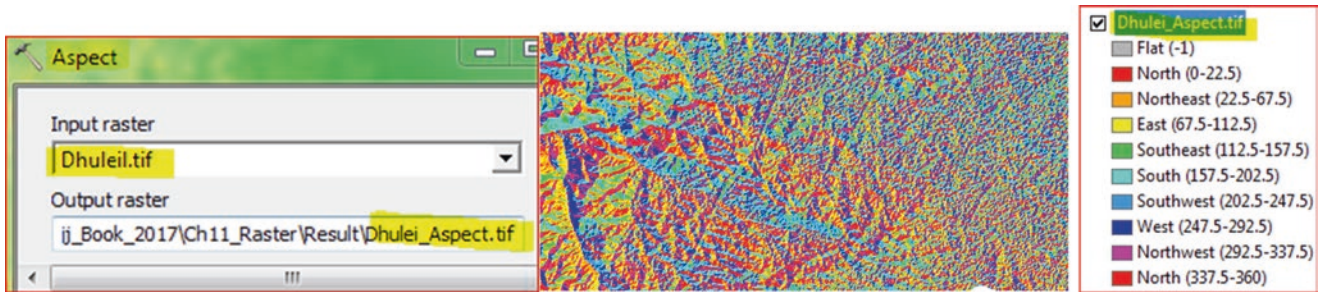 Aspect
Input raster
Dhuleil.tif
Output raster
ij_Book_2017\Ch11_Raster\Result\Dhulei_Aspect.tif
Dhulei_Aspect.tif
Flat (-1)
North (0-22.5)
Northeast (22.5-67.5)
East (67.5-112.5)
Southeast (112.5-157.5)
South (157.5-202.5)
Southwest (202.5-247.5)
West (247.5-292.5)
Northwest (292.5-337.5)
North (337.5-360)